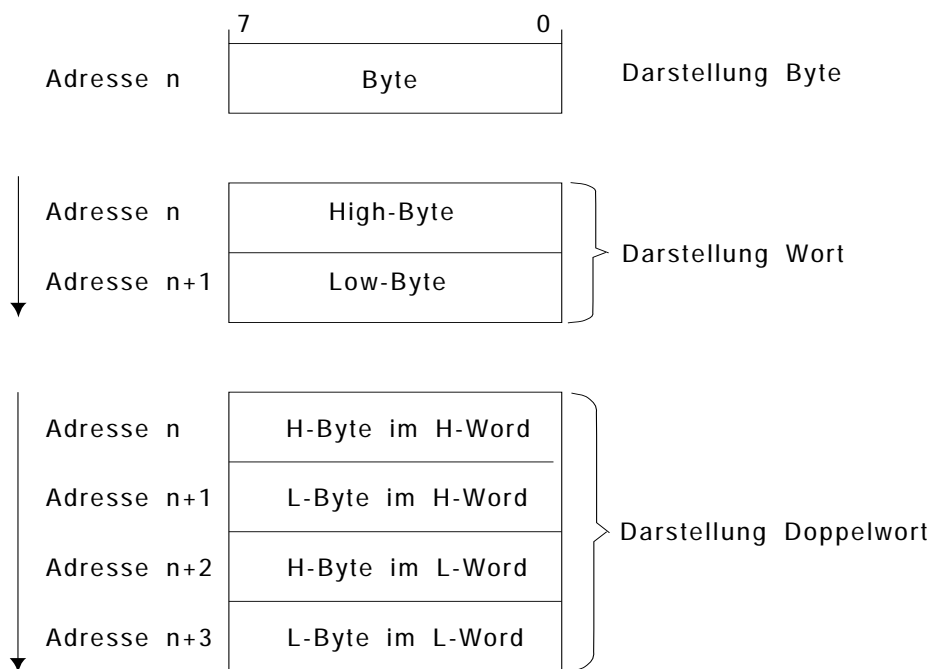 7 0
Adresse n Byte Darstellung Byte
Adresse n High-Byte
Darstellung Wort
Adresse n+1 Low-Byte
Adresse n H-Byte im H-Word
Adresse n+1 L-Byte im H-Word
Darstellung Doppelwort
Adresse n+2 H-Byte im L-Word
Adresse n+3 L-Byte im L-Word